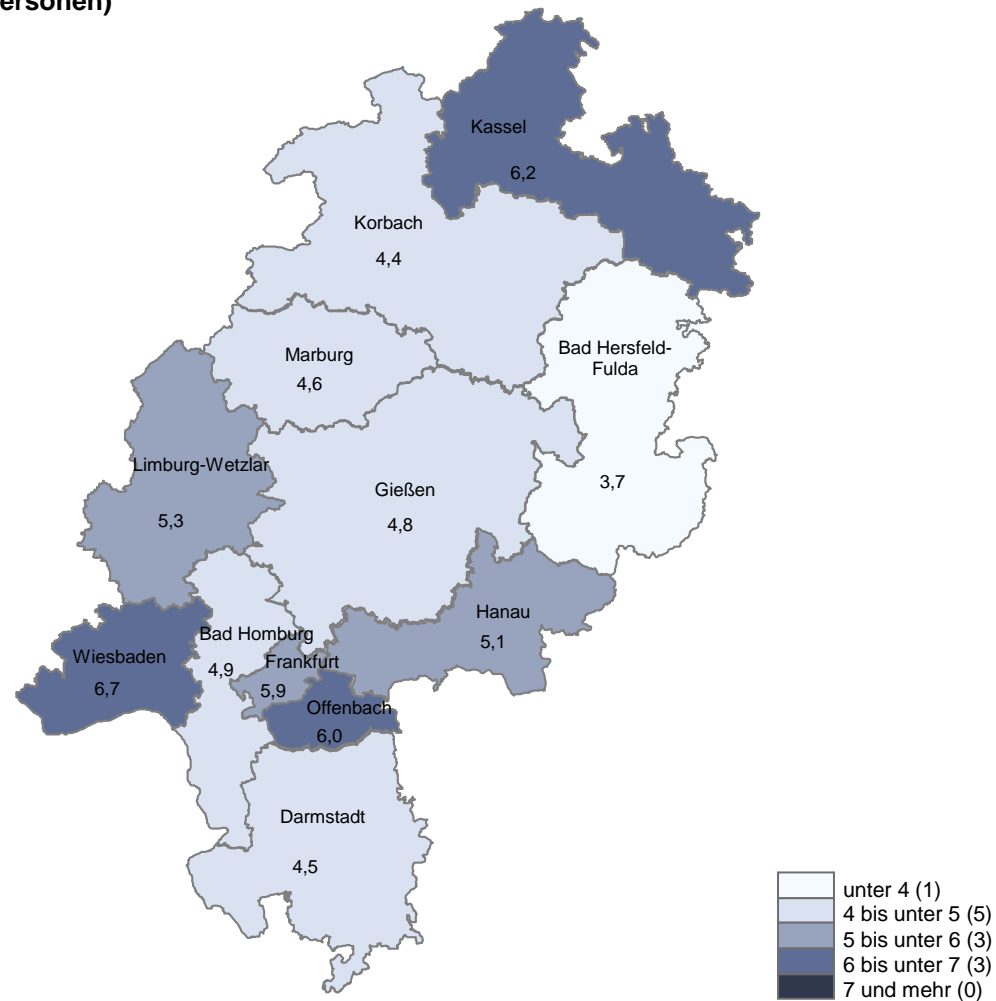 ersonen)
Kassel
6,2
Korbach
4,4
Bad Hersfeld-
Fulda
3,7
Marburg
4,6
Limburg-Wetzlar
5,3
Gießen
4,8
Hanau
5,1
Bad Homburg
4,9
Frankfurt
5,9
Wiesbaden
6,7
Offenbach
6,0
Darmstadt
4,5
unter 4 (1)
4 bis unter 5 (5)
5 bis unter 6 (3)
6 bis unter 7 (3)
7 und mehr (0)